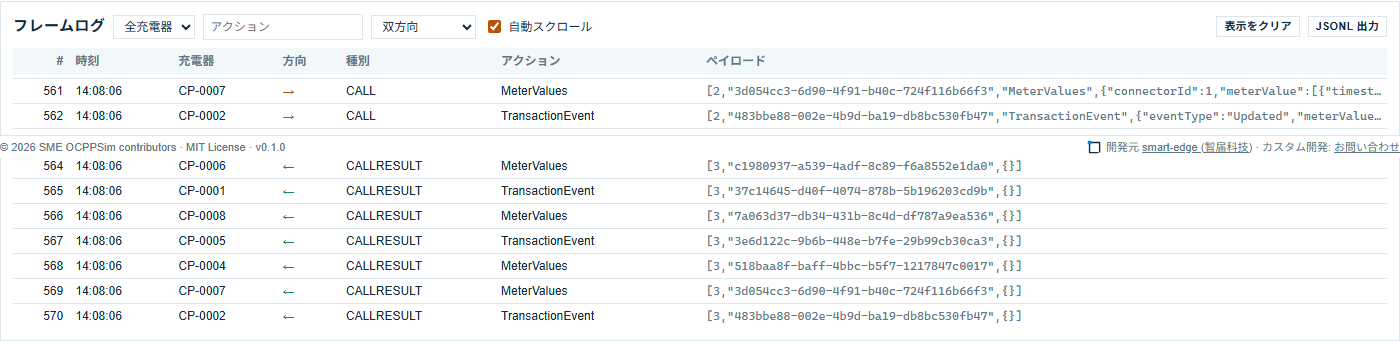 フレームログ 全充電器 アクション 双方向 自動スクロール 表示をクリア JSONL 出力
# 時刻 充電器 方向 種別 アクション ペイロード
561 14:08:06 CP-0007 → CALL MeterValues [2,"3d054cc3-6d90-4f91-b40c-724f116b66f3","MeterValues",{"connectorId":1,"meterValue":[{"timest…
562 14:08:06 CP-0002 → CALL TransactionEvent [2,"483bbe88-002e-4b9d-ba19-db8bc530fb47","TransactionEvent",{"eventType":"Updated","meterValue…
© 2026 SME OCPPSim contributors · MIT License · v0.1.0 開発元 smart-edge (智届科技) · カスタム開発: お問い合わせ
564 14:08:06 CP-0006 ← CALLRESULT MeterValues [3,"c1980937-a539-4adf-8c89-f6a8552e1da0",{}]
565 14:08:06 CP-0001 ← CALLRESULT TransactionEvent [3,"37c14645-d40f-4074-878b-5b196203cd9b",{}]
566 14:08:06 CP-0008 ← CALLRESULT MeterValues [3,"7a063d37-db34-431b-8c4d-df787a9ea536",{}]
567 14:08:06 CP-0005 ← CALLRESULT TransactionEvent [3,"3e6d122c-9b6b-448e-b7fe-29b99cb30ca3",{}]
568 14:08:06 CP-0004 ← CALLRESULT MeterValues [3,"518baa8f-baff-4bbc-b5f7-1217847c0017",{}]
569 14:08:06 CP-0007 ← CALLRESULT MeterValues [3,"3d054cc3-6d90-4f91-b40c-724f116b66f3",{}]
570 14:08:06 CP-0002 ← CALLRESULT TransactionEvent [3,"483bbe88-002e-4b9d-ba19-db8bc530fb47",{}]